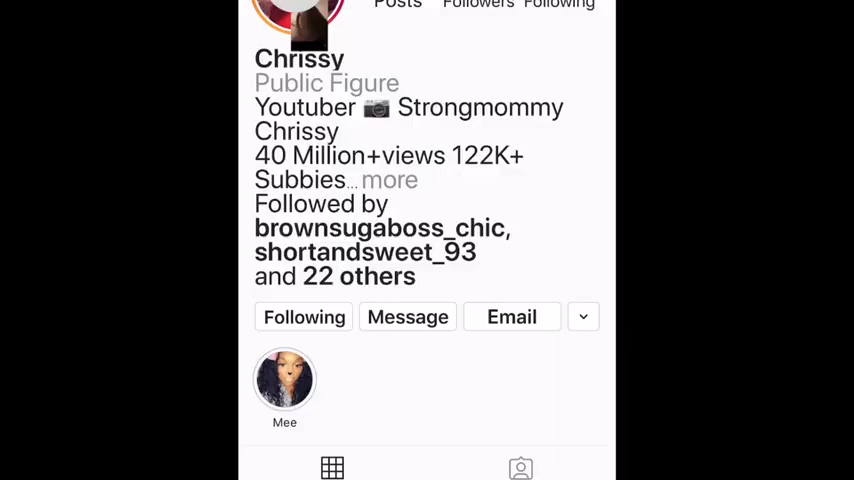 Posts Followers Following
Chrissy
Public Figure
Youtuber 📷 Strongmommy
Chrissy
40 Million+views 122K+
Subbies... more
Followed by
brownsugaboss_chic,
shortandsweet_93
and 22 others
Following Message Email
Mee